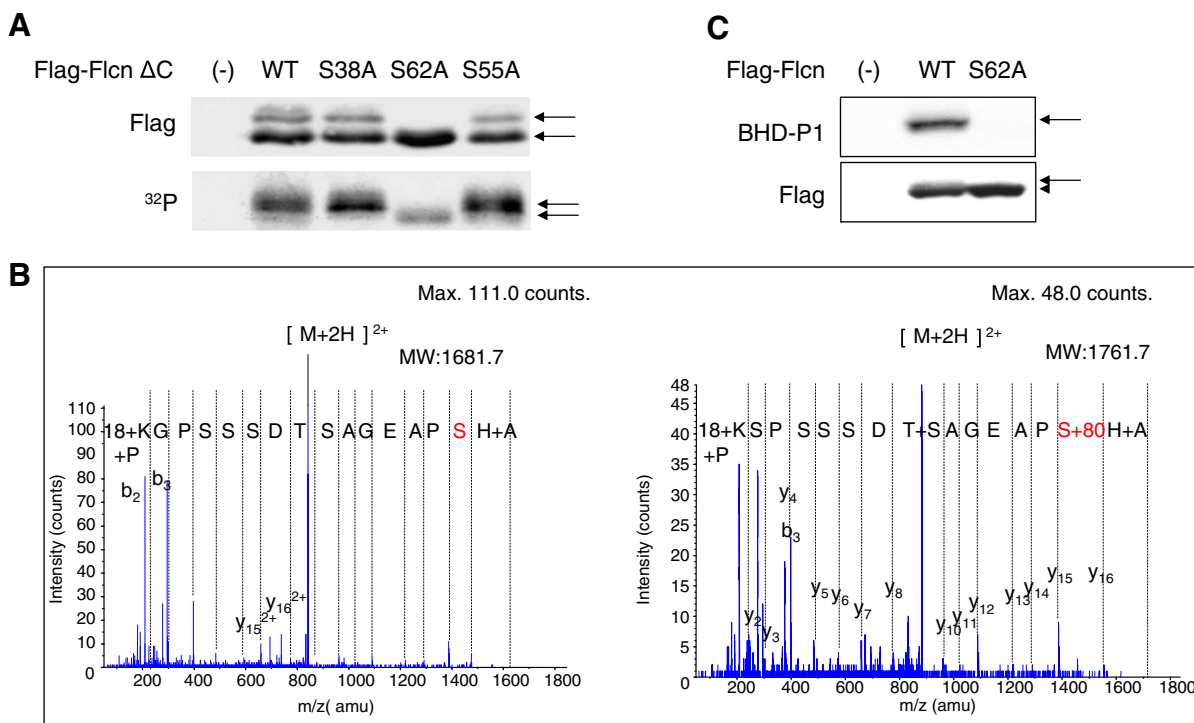 A
Flag-Flcn ΔC (-) WT S38A S62A S55A
Flag
³²P
C
Flag-Flcn (-) WT S62A
BHD-P1
Flag
B
Max. 111.0 counts.
[ M+2H ]²⁺
MW:1681.7
110
100
90
80
70
60
50
40
30
20
10
0
18+K G P S S S D T S A G E A P S H+A
+P
b₂ b₃
y₁₅²⁺ y₁₆²⁺
Intensity (counts)
200 400 600 800 1000 1200 1400 1600 1800
m/z( amu)
Max. 48.0 counts.
[ M+2H ]²⁺
MW:1761.7
48
45
40
35
30
25
20
15
10
5
0
18+K S P S S S D T+S A G E A P S+80 H+A
+P
y₄
b₃
y₂ y₃ y₅ y₆ y₇ y₈ y₁₀ y₁₁ y₁₂ y₁₃ y₁₄ y₁₅ y₁₆
Intensity (counts)
200 400 600 800 1000 1200 1400 1600 1800
m/z (amu)